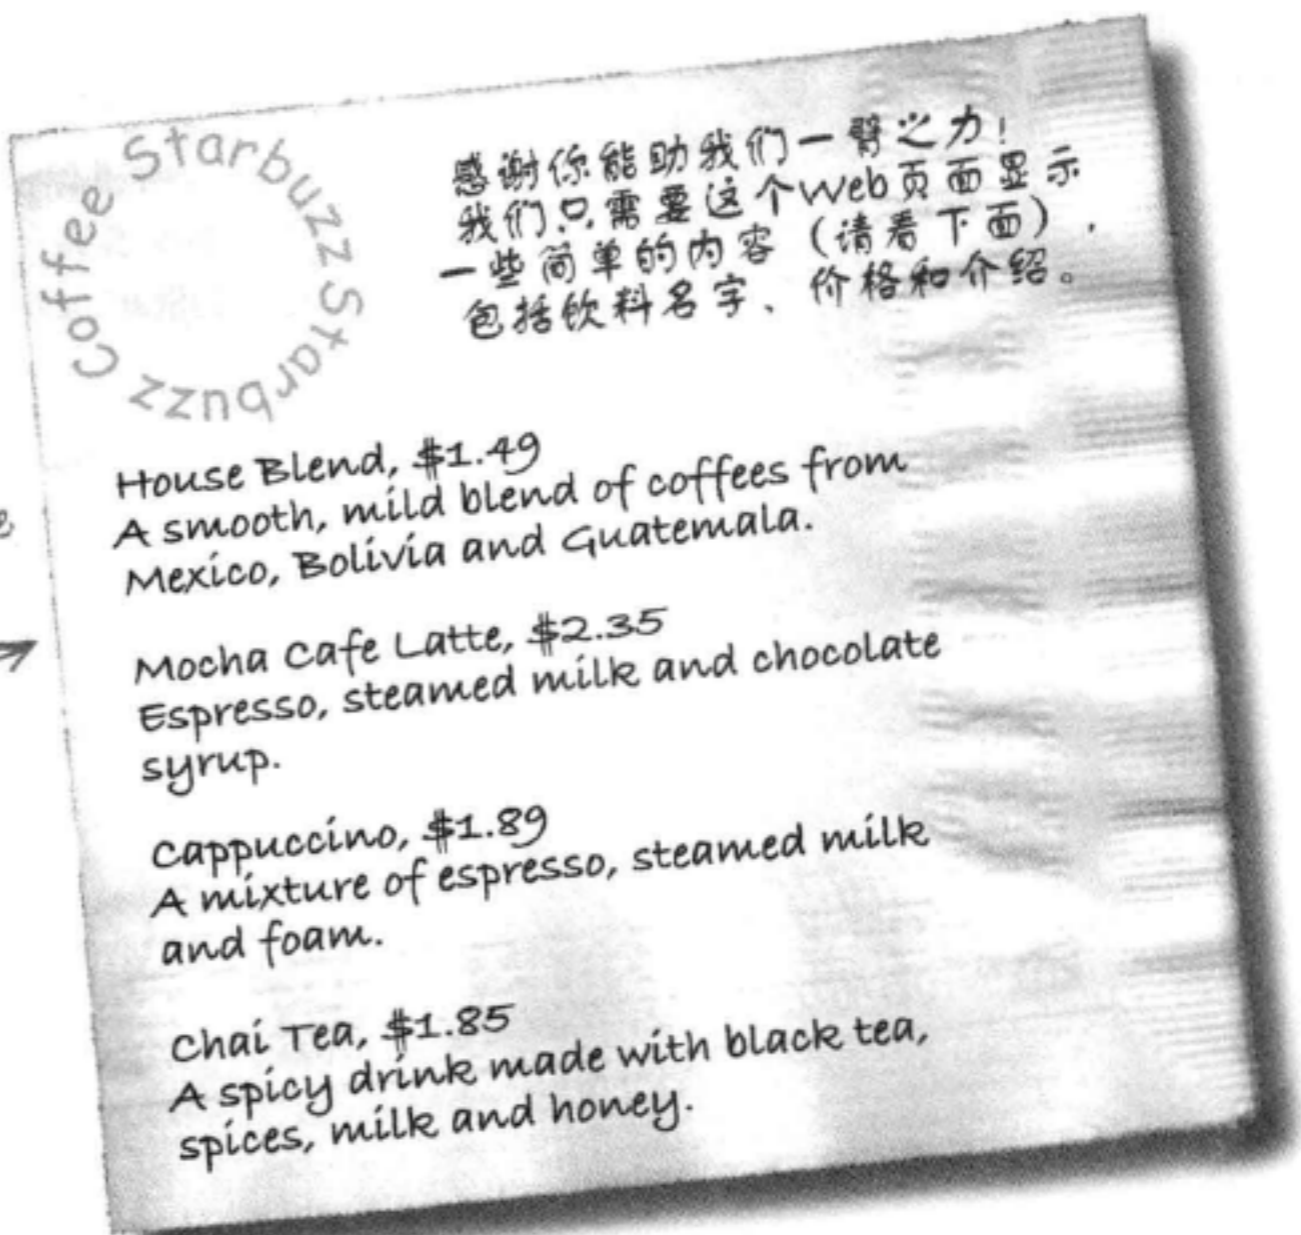 Starbuzz Coffee Starbuzz
感谢你能助我们一臂之力!
我们只需要这个Web页面显示
一些简单的内容(请看下面),
包括饮料名字、价格和介绍。
House Blend, $1.49
A smooth, mild blend of coffees from
Mexico, Bolivia and Guatemala.
Mocha Cafe Latte, $2.35
Espresso, steamed milk and chocolate
syrup.
Cappuccino, $1.89
A mixture of espresso, steamed milk
and foam.
Chai Tea, $1.85
A spicy drink made with black tea,
spices, milk and honey.